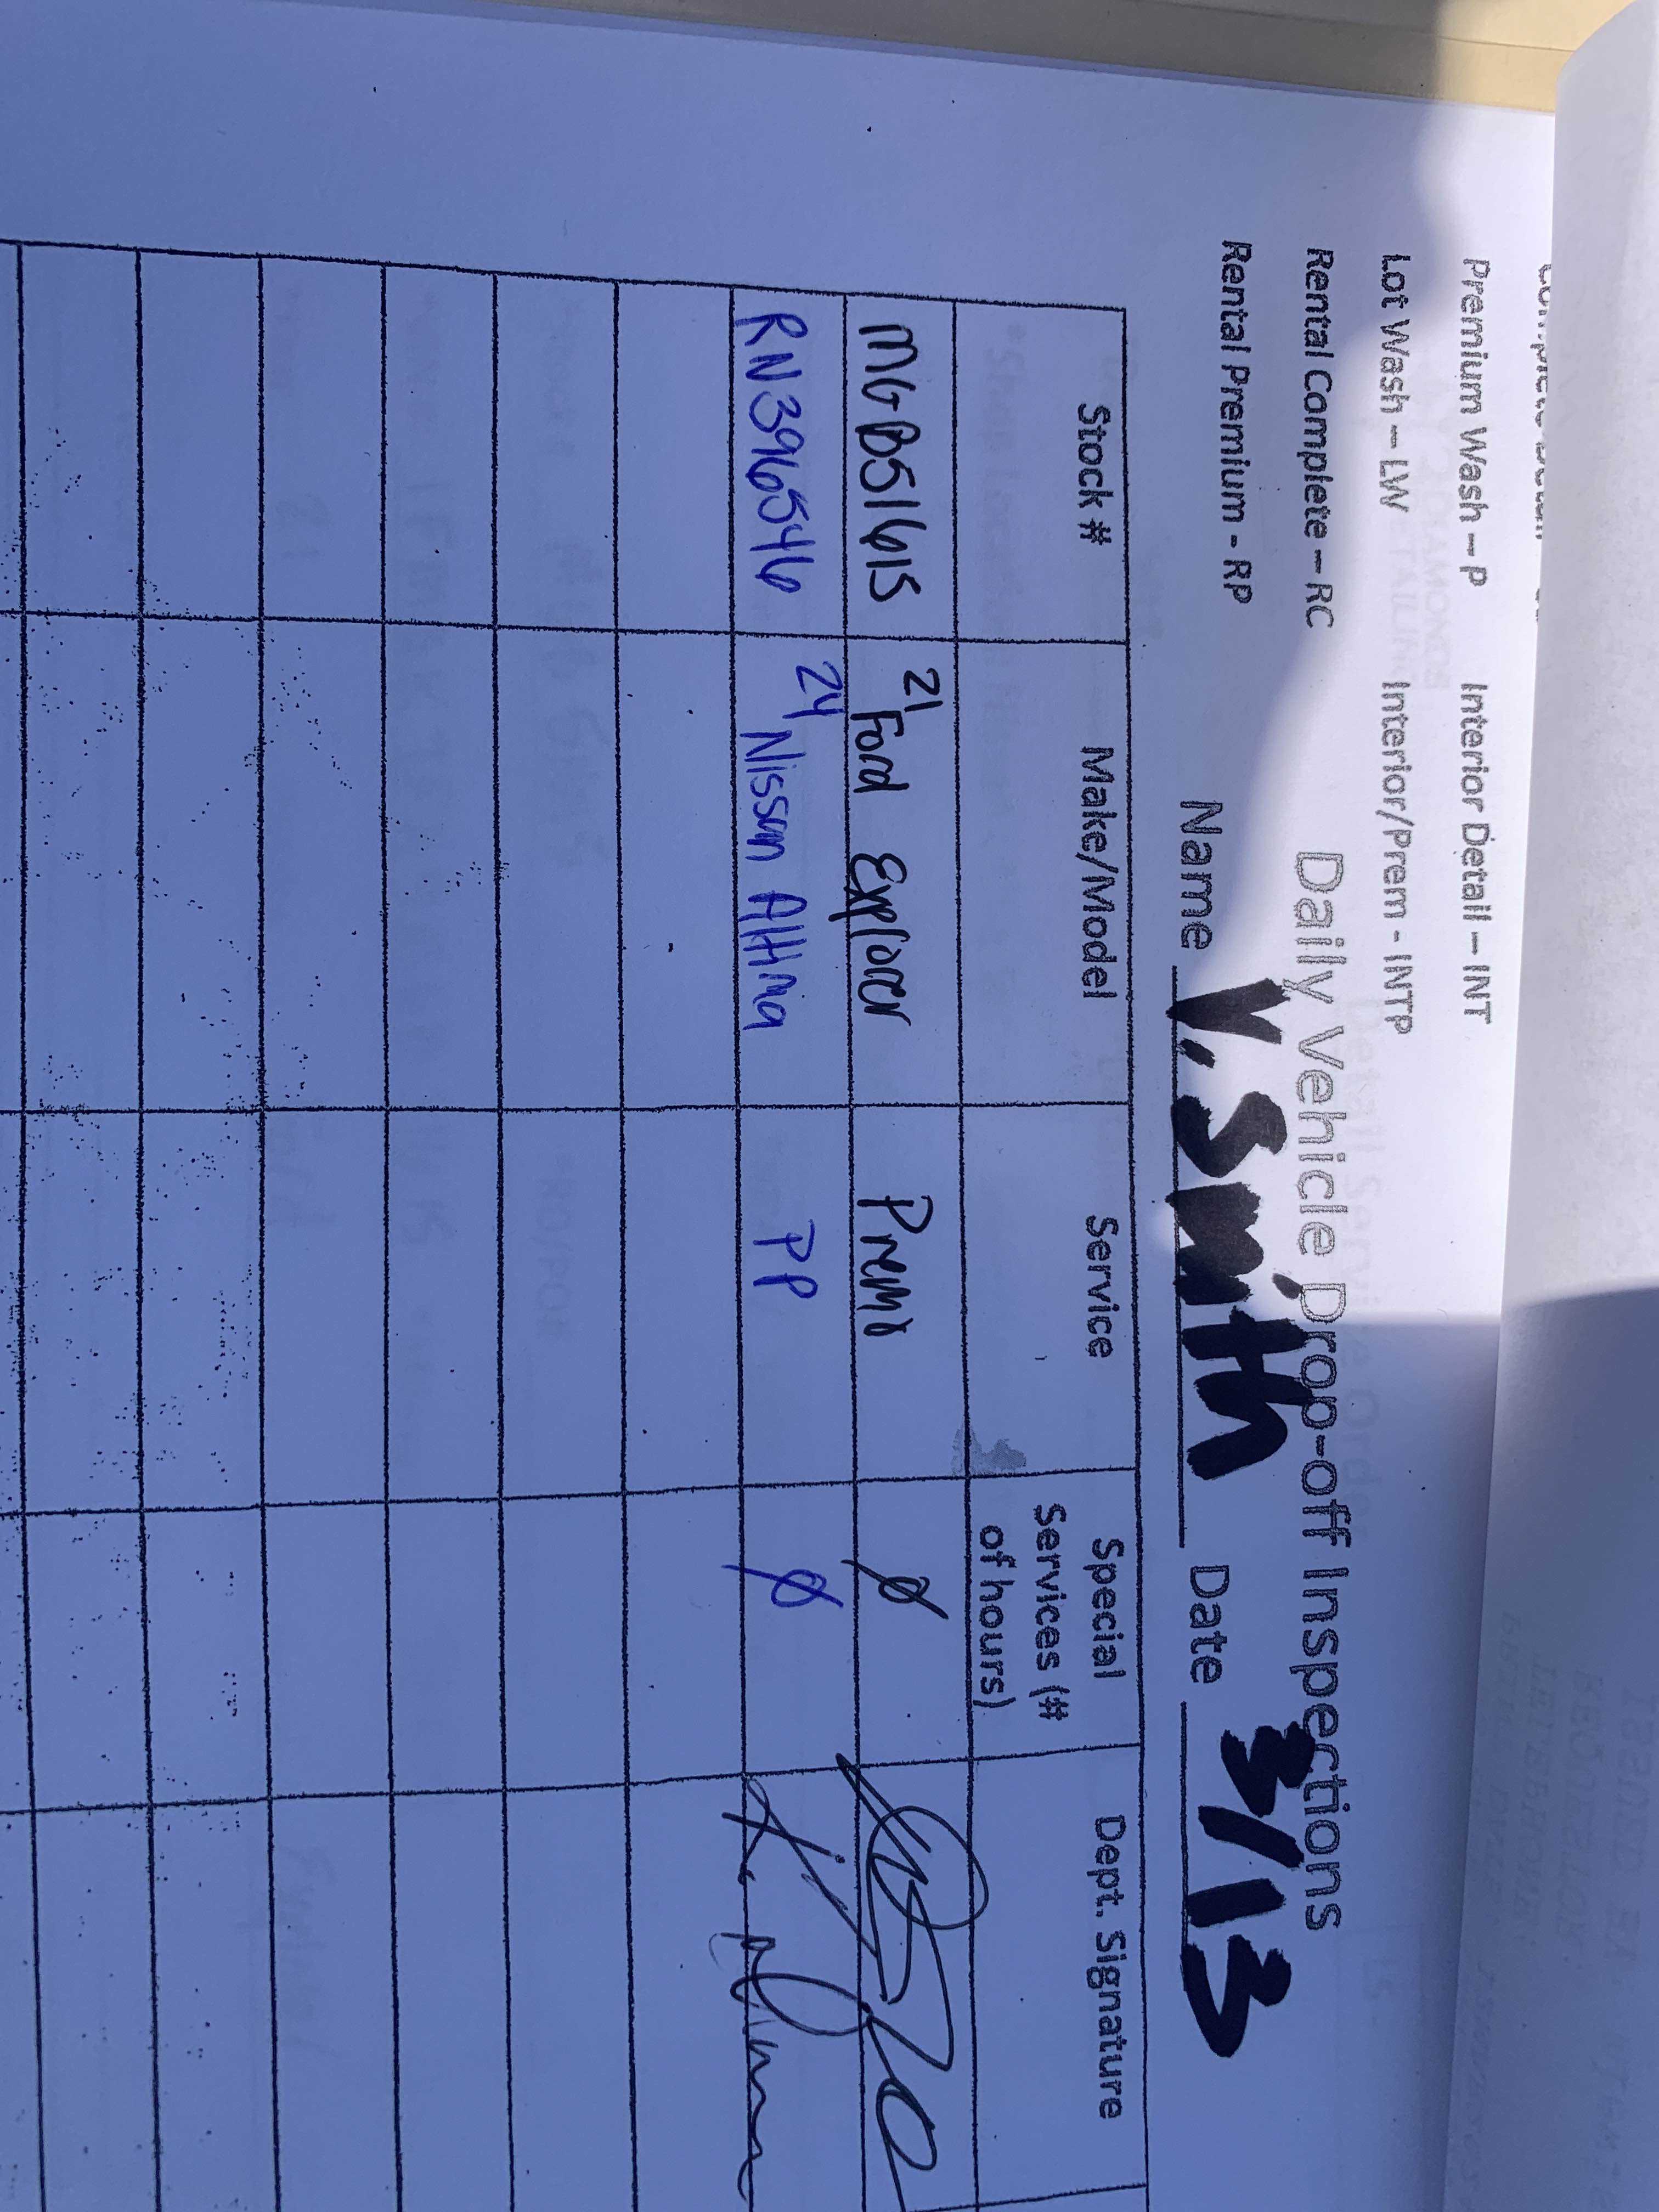 Premium Wash – P Interior Detail – INT
Lot Wash – LW Interior/Prem - INTP
Rental Complete – RC
Daily Vehicle Drop-off Inspections
Rental Premium - RP
Name V. Smith Date 3/13
Stock # Make/Model Service Special Services (# of hours) Dept. Signature
MGB51615 21 Ford Explorer Prem Ø
RN396546 24 Nissan Altima PP Ø